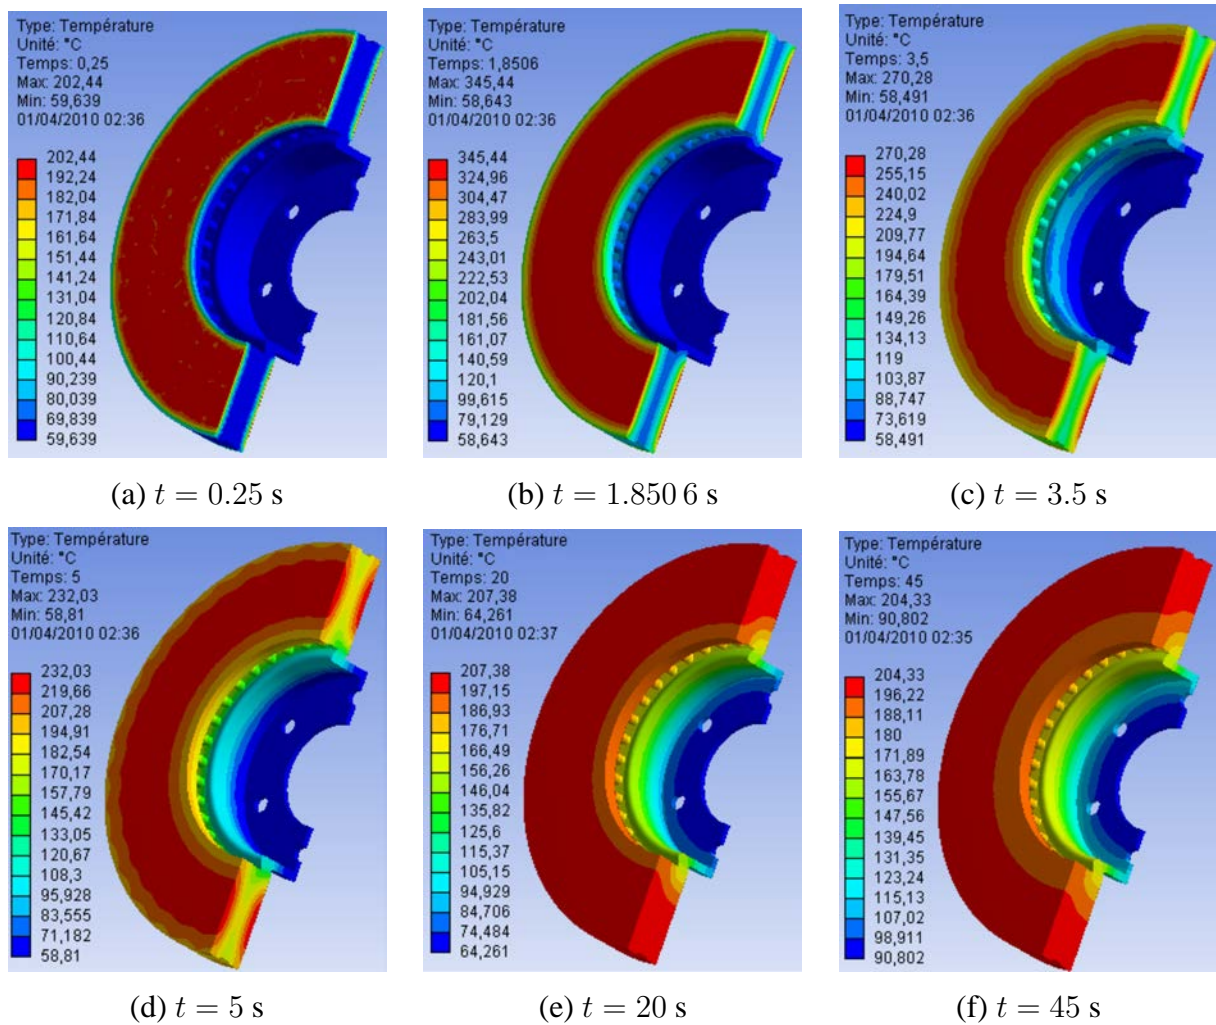 Type: Température
Unité: °C
Temps: 0,25
Max: 202,44
Min: 59,639
01/04/2010 02:36
202,44
192,24
182,04
171,84
161,64
151,44
141,24
131,04
120,84
110,64
100,44
90,239
80,039
69,839
59,639
(a) t = 0.25 s
Type: Température
Unité: °C
Temps: 1,8506
Max: 345,44
Min: 58,643
01/04/2010 02:36
345,44
324,96
304,47
283,99
263,5
243,01
222,53
202,04
181,56
161,07
140,59
120,1
99,615
79,129
58,643
(b) t = 1.850 6 s
Type: Température
Unité: °C
Temps: 3,5
Max: 270,28
Min: 58,491
01/04/2010 02:36
270,28
255,15
240,02
224,9
209,77
194,64
179,51
164,39
149,26
134,13
119
103,87
88,747
73,619
58,491
(c) t = 3.5 s
Type: Température
Unité: °C
Temps: 5
Max: 232,03
Min: 58,81
01/04/2010 02:36
232,03
219,66
207,28
194,91
182,54
170,17
157,79
145,42
133,05
120,67
108,3
95,928
83,555
71,182
58,81
(d) t = 5 s
Type: Température
Unité: °C
Temps: 20
Max: 207,38
Min: 64,261
01/04/2010 02:37
207,38
197,15
186,93
176,71
166,49
156,26
146,04
135,82
125,6
115,37
105,15
94,929
84,706
74,484
64,261
(e) t = 20 s
Type: Température
Unité: °C
Temps: 45
Max: 204,33
Min: 90,802
01/04/2010 02:35
204,33
196,22
188,11
180
171,89
163,78
155,67
147,56
139,45
131,35
123,24
115,13
107,02
98,911
90,802
(f) t = 45 s